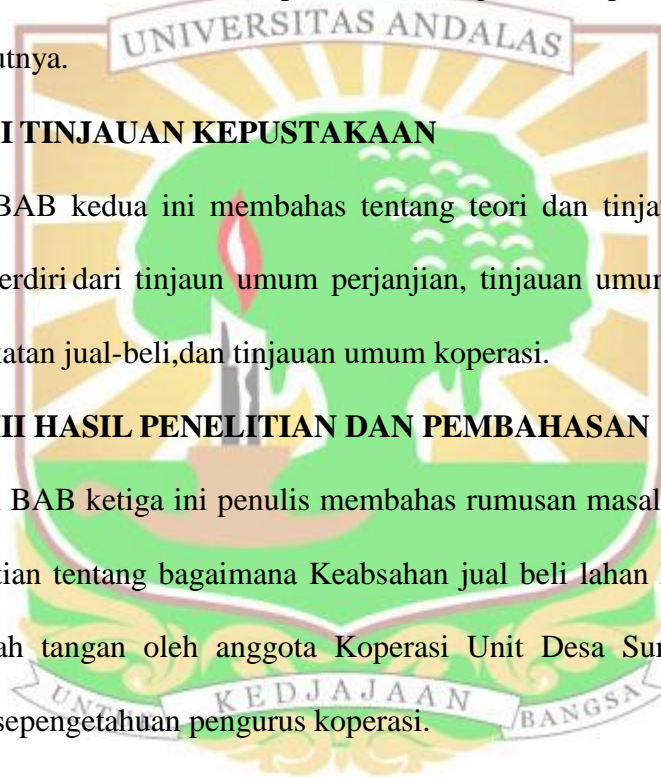 UNIVERSITAS ANDALAS
utnya.
I TINJAUAN KEPUSTAKAAN
BAB kedua ini membahas tentang teori dan tinja
erdiri dari tinjaun umum perjanjian, tinjauan umu
katan jual-beli,dan tinjauan umum koperasi.
II HASIL PENELITIAN DAN PEMBAHASAN
BAB ketiga ini penulis membahas rumusan masal
tian tentang bagaimana Keabsahan jual beli lahan
ah tangan oleh anggota Koperasi Unit Desa Su
sepengetahuan pengurus koperasi.
UNTUK KEDJAJAAN BANGSA